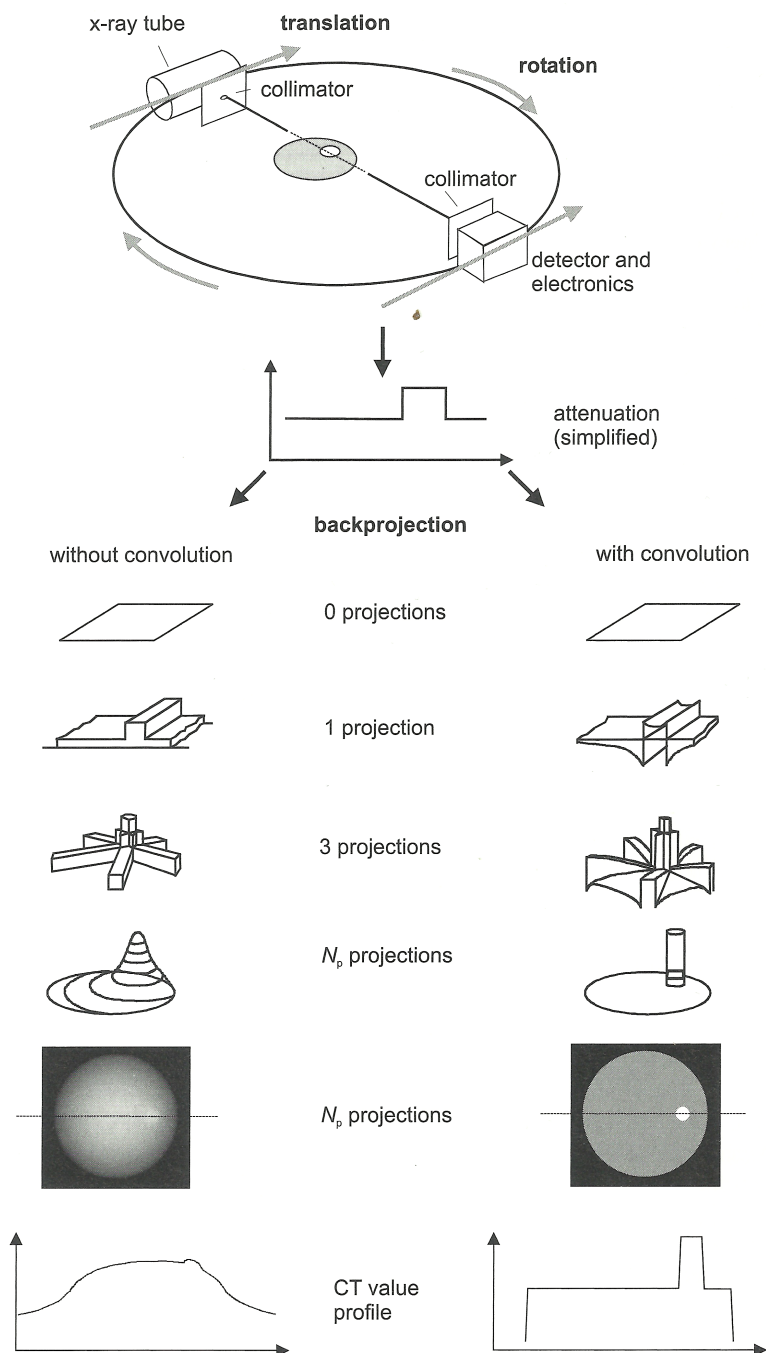 x-ray tube
translation
rotation
collimator
collimator
detector and
electronics
attenuation
(simplified)
backprojection
without convolution
with convolution
0 projections
1 projection
3 projections
Np projections
Np projections
CT value
profile